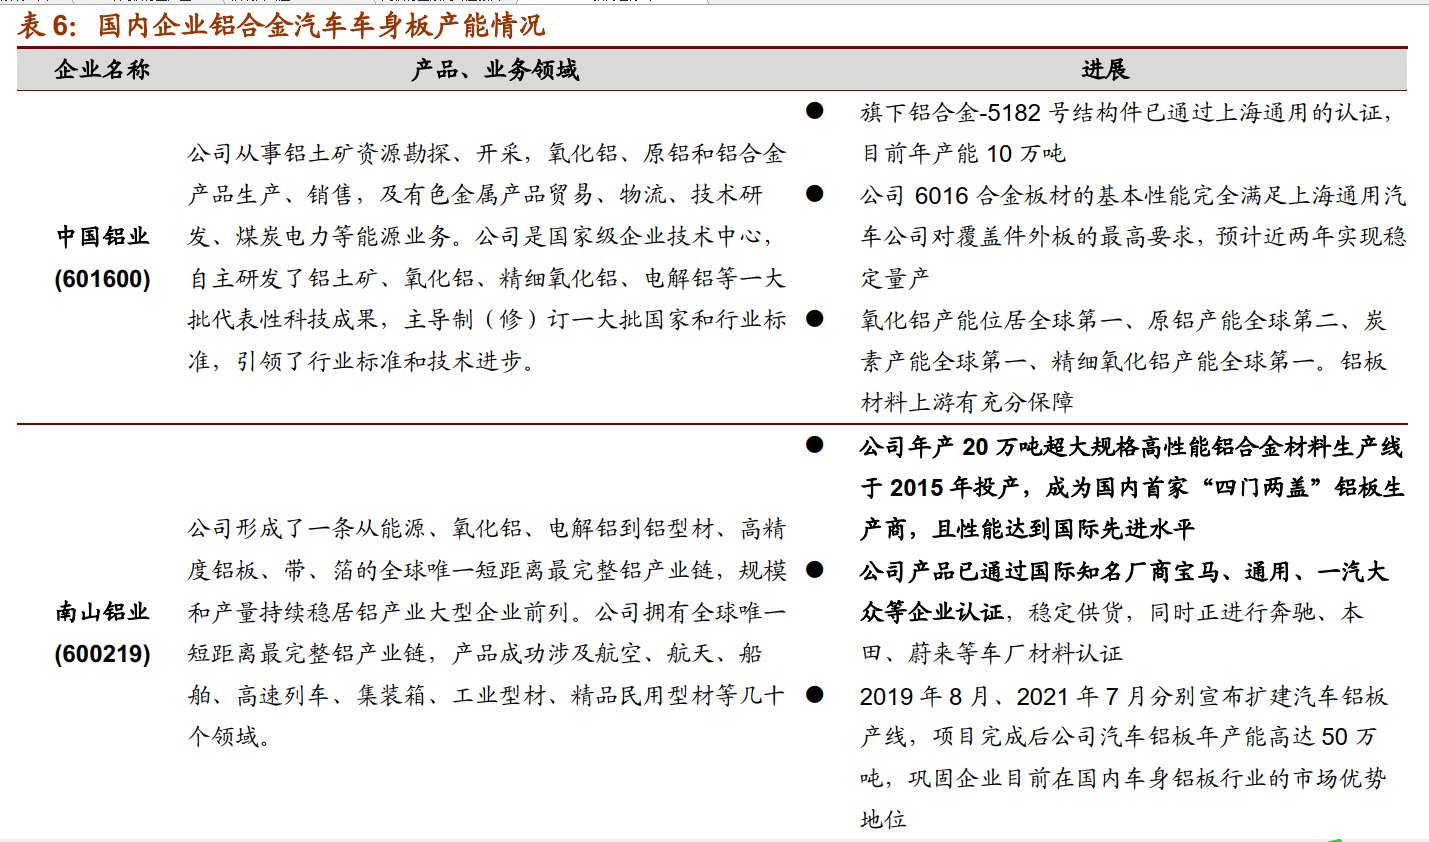 表 6：国内企业铝合金汽车车身板产能情况
企业名称 产品、业务领域 进展
中国铝业
(601600)
公司从事铝土矿资源勘探、开采，氧化铝、原铝和铝合金
产品生产、销售，及有色金属产品贸易、物流、技术研
发、煤炭电力等能源业务。公司是国家级企业技术中心，
自主研发了铝土矿、氧化铝、精细氧化铝、电解铝等一大
批代表性科技成果，主导制（修）订一大批国家和行业标
准，引领了行业标准和技术进步。
● 旗下铝合金-5182 号结构件已通过上海通用的认证，
目前年产能 10 万吨
● 公司 6016 合金板材的基本性能完全满足上海通用汽
车公司对覆盖件外板的最高要求，预计近两年实现稳
定量产
● 氧化铝产能位居全球第一、原铝产能全球第二、炭
素产能全球第一、精细氧化铝产能全球第一。铝板
材料上游有充分保障
南山铝业
(600219)
公司形成了一条从能源、氧化铝、电解铝到铝型材、高精
度铝板、带、箔的全球唯一短距离最完整铝产业链，规模
和产量持续稳居铝产业大型企业前列。公司拥有全球唯一
短距离最完整铝产业链，产品成功涉及航空、航天、船
舶、高速列车、集装箱、工业型材、精品民用型材等几十
个领域。
● 公司年产 20 万吨超大规格高性能铝合金材料生产线
于 2015 年投产，成为国内首家“四门两盖”铝板生
产商，且性能达到国际先进水平
● 公司产品已通过国际知名厂商宝马、通用、一汽大
众等企业认证，稳定供货，同时正进行奔驰、本
田、蔚来等车厂材料认证
● 2019 年 8 月、2021 年 7 月分别宣布扩建汽车铝板
产线，项目完成后公司汽车铝板年产能高达 50 万
吨，巩固企业目前在国内车身铝板行业的市场优势
地位